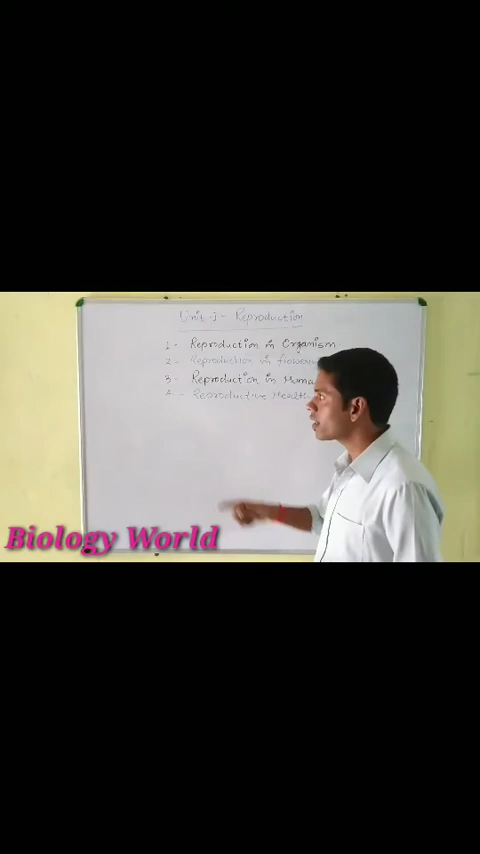 Unit-1- Reproduction
1- Reproduction in Organism
2- Reproduction in flowering
3- Reproduction in Human
4- Reproductive Health
Biology World